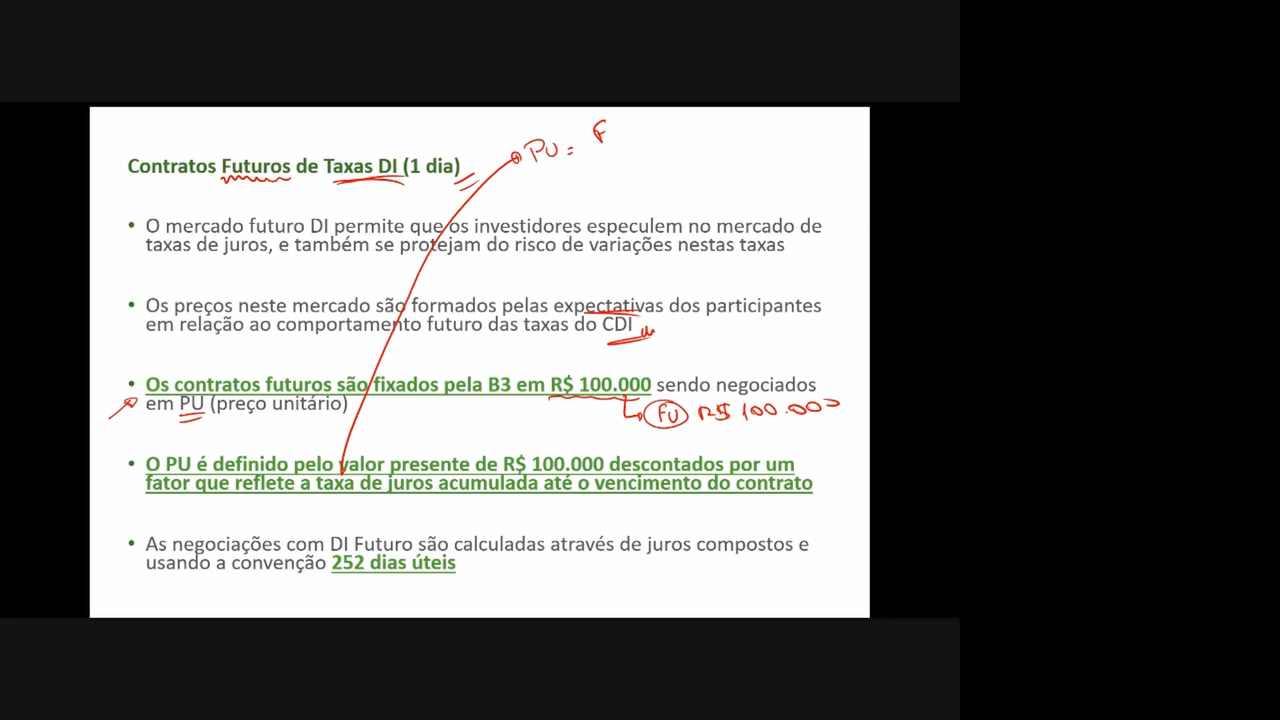 PU = F
Contratos Futuros de Taxas DI (1 dia)
• O mercado futuro DI permite que os investidores especulem no mercado de
taxas de juros, e também se protejam do risco de variações nestas taxas
• Os preços neste mercado são formados pelas expectativas dos participantes
em relação ao comportamento futuro das taxas do CDI
• Os contratos futuros são fixados pela B3 em R$ 100.000 sendo negociados
em PU (preço unitário)
FU R$ 100.000
• O PU é definido pelo valor presente de R$ 100.000 descontados por um
fator que reflete a taxa de juros acumulada até o vencimento do contrato
• As negociações com DI Futuro são calculadas através de juros compostos e
usando a convenção 252 dias úteis